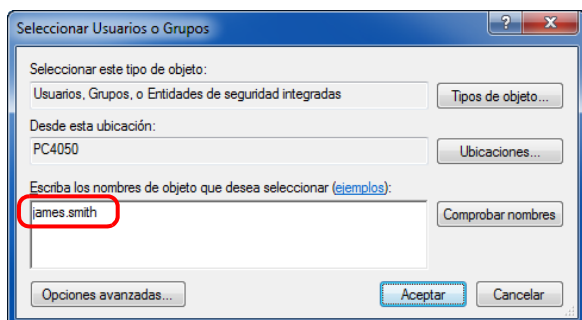 Seleccionar Usuarios o Grupos
Seleccionar este tipo de objeto:
Usuarios, Grupos, o Entidades de seguridad integradas
Tipos de objeto...
Desde esta ubicación:
PC4050
Ubicaciones...
Escriba los nombres de objeto que desea seleccionar (ejemplos):
james.smith
Comprobar nombres
Opciones avanzadas...
Aceptar
Cancelar